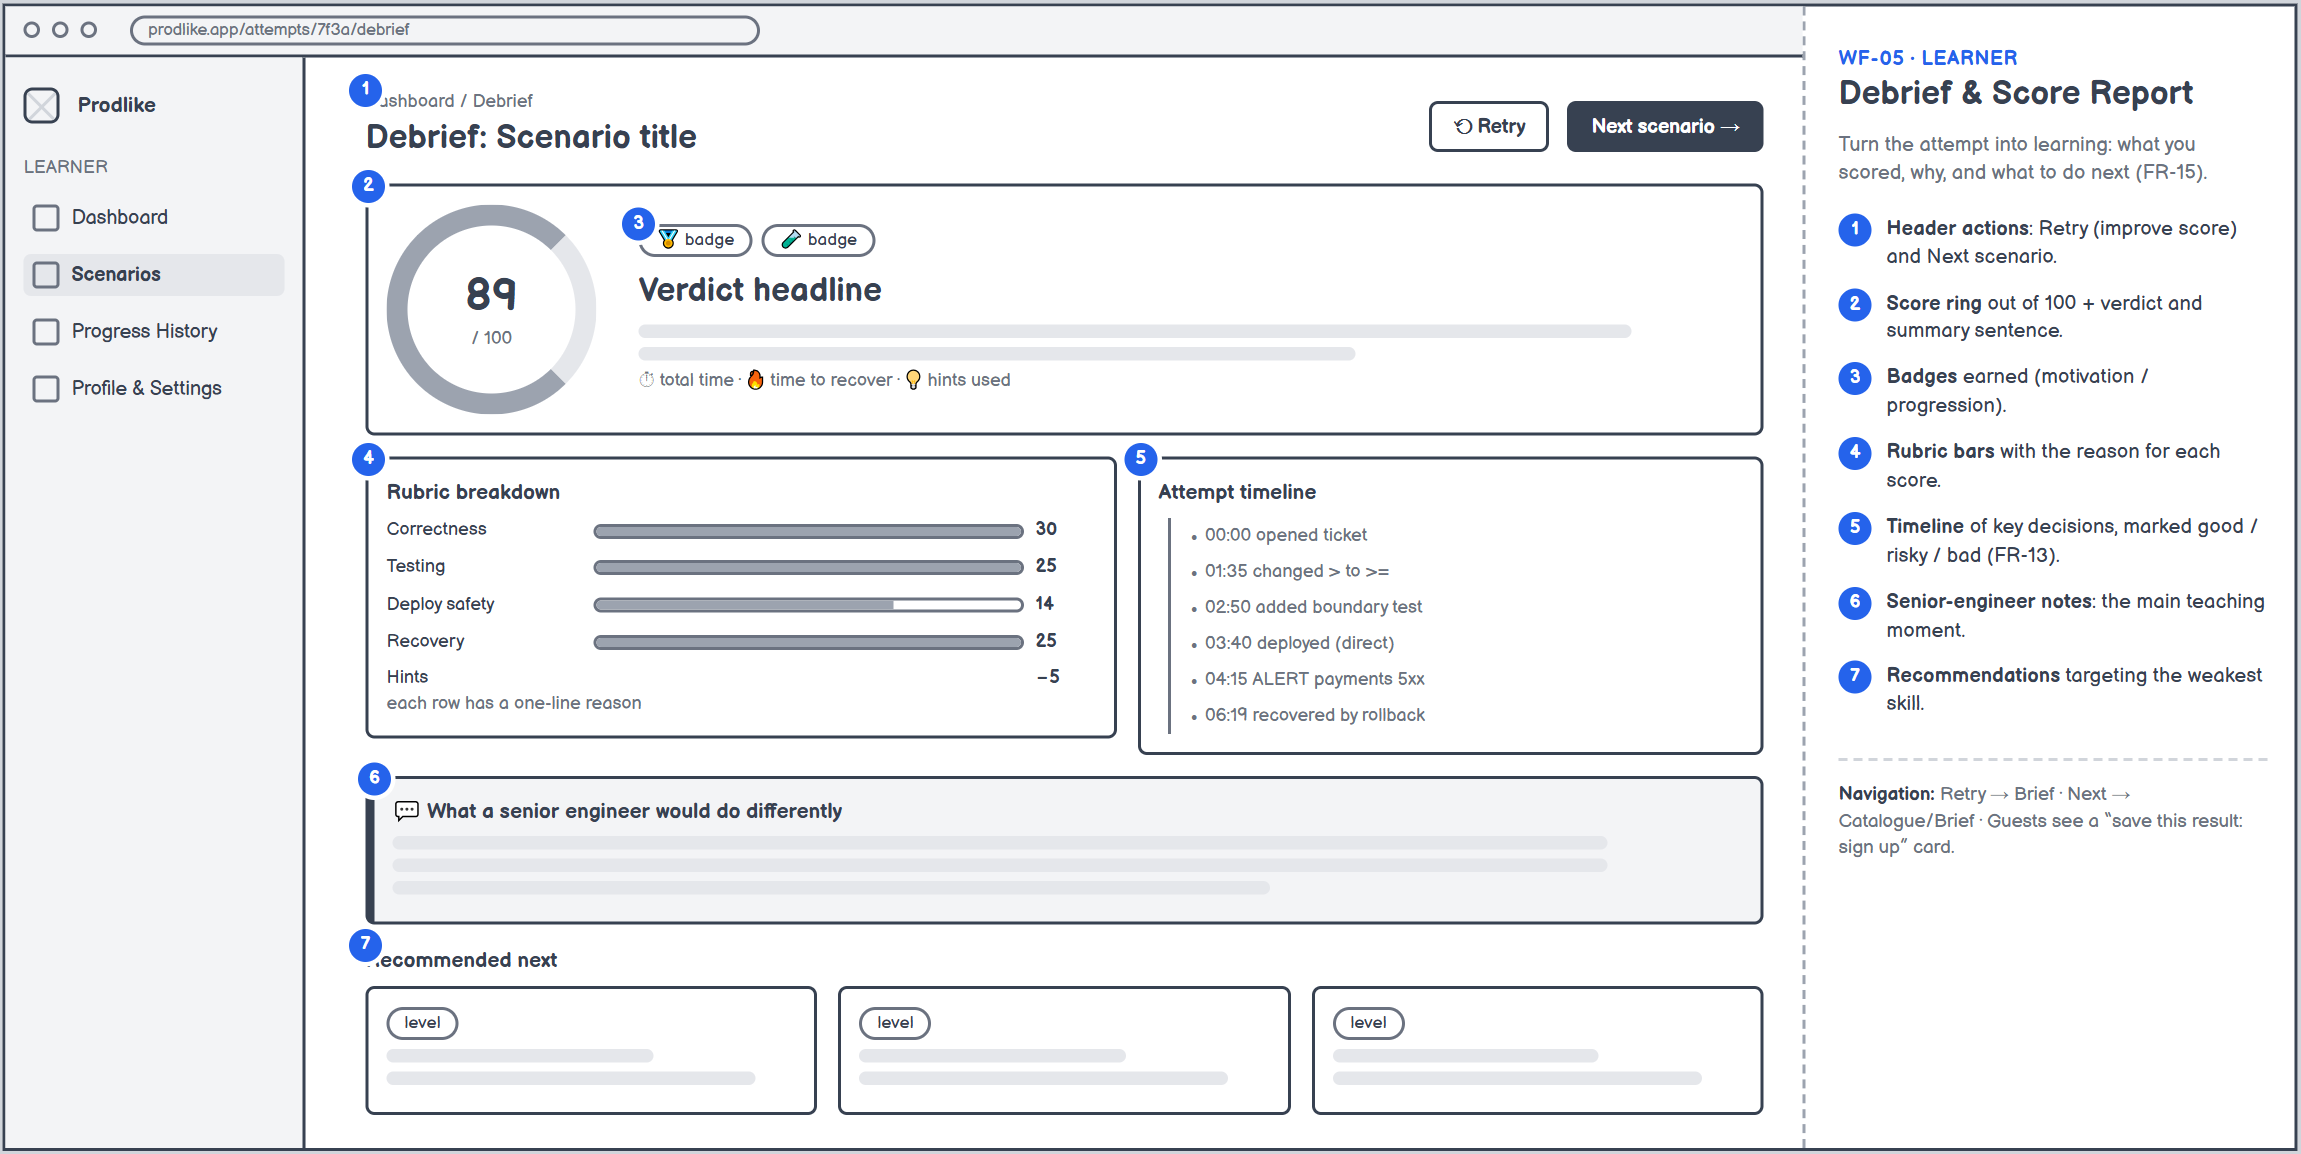 prodlike.app/attempts/7f3a/debrief
Prodlike
LEARNER
Dashboard
Scenarios
Progress History
Profile & Settings
1
ashboard / Debrief
Debrief: Scenario title
Retry
Next scenario →
2
89
/ 100
3
badge
badge
Verdict headline
total time · time to recover · hints used
4
Rubric breakdown
Correctness 30
Testing 25
Deploy safety 14
Recovery 25
Hints –5
each row has a one-line reason
5
Attempt timeline
• 00:00 opened ticket
• 01:35 changed > to >=
• 02:50 added boundary test
• 03:40 deployed (direct)
• 04:15 ALERT payments 5xx
• 06:19 recovered by rollback
6
What a senior engineer would do differently
7
ecommended next
level
level
level
WF-05 · LEARNER
Debrief & Score Report
Turn the attempt into learning: what you
scored, why, and what to do next (FR-15).
1 Header actions: Retry (improve score)
and Next scenario.
2 Score ring out of 100 + verdict and
summary sentence.
3 Badges earned (motivation /
progression).
4 Rubric bars with the reason for each
score.
5 Timeline of key decisions, marked good /
risky / bad (FR-13).
6 Senior-engineer notes: the main teaching
moment.
7 Recommendations targeting the weakest
skill.
Navigation: Retry → Brief · Next →
Catalogue/Brief · Guests see a “save this result:
sign up” card.